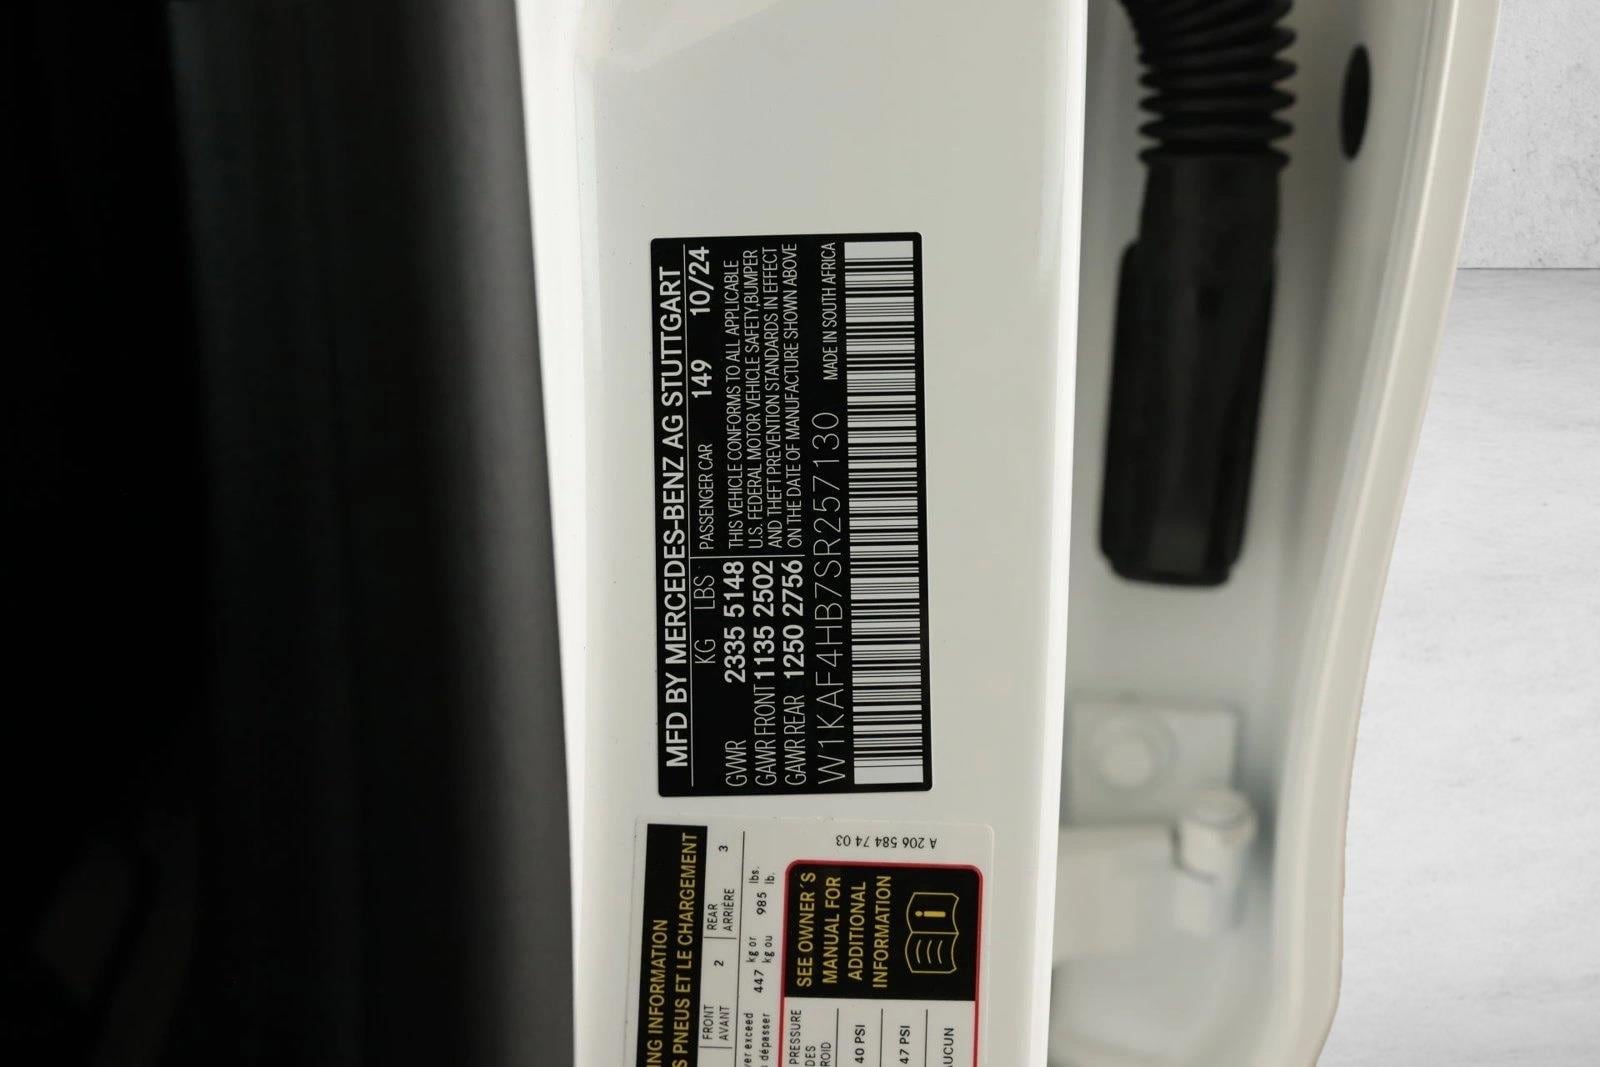 MFD BY MERCEDES-BENZ AG STUTTGART
KG LBS PASSENGER CAR 149 10/24
GVWR 2335 5148 THIS VEHICLE CONFORMS TO ALL APPLICABLE
U.S. FEDERAL MOTOR VEHICLE SAFETY,BUMPER
GAWR FRONT 1135 2502 AND THEFT PREVENTION STANDARDS IN EFFECT
GAWR REAR 1250 2756 ON THE DATE OF MANUFACTURE SHOWN ABOVE
W1KAF4HB7SR257130 MADE IN SOUTH AFRICA
ING INFORMATION
S PNEUS ET LE CHARGEMENT
FRONT 2 REAR 3
AVANT ARRIÈRE
ver exceed 447 kg or 985 lbs.
s dépasser kg ou lb.
PRESSURE
DES
ROID
40 PSI
47 PSI
AUCUN
SEE OWNER'S
MANUAL FOR
ADDITIONAL
INFORMATION
i
A 206 584 74 03